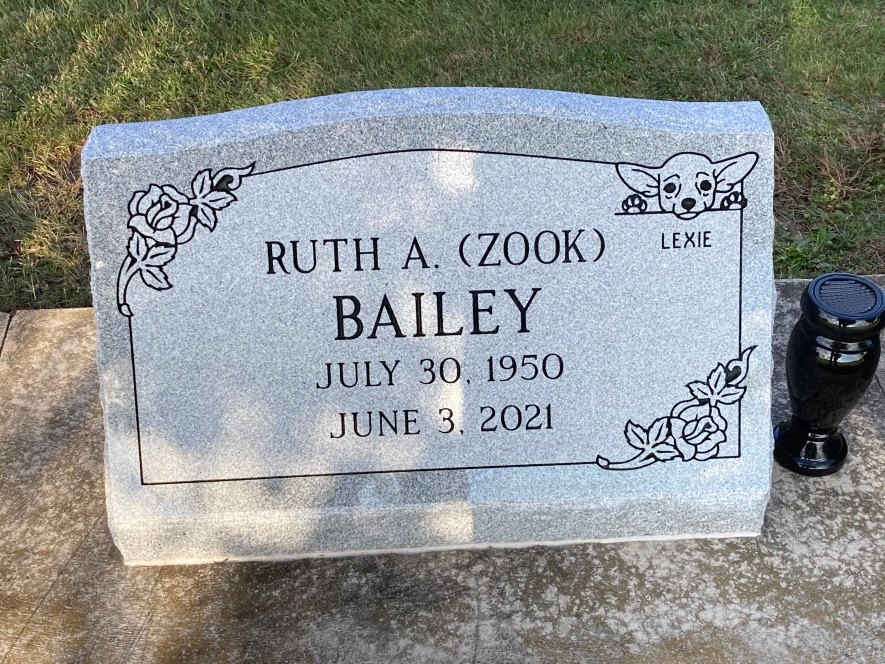 RUTH A. (ZOOK)
BAILEY
JULY 30, 1950
JUNE 3, 2021
LEXIE